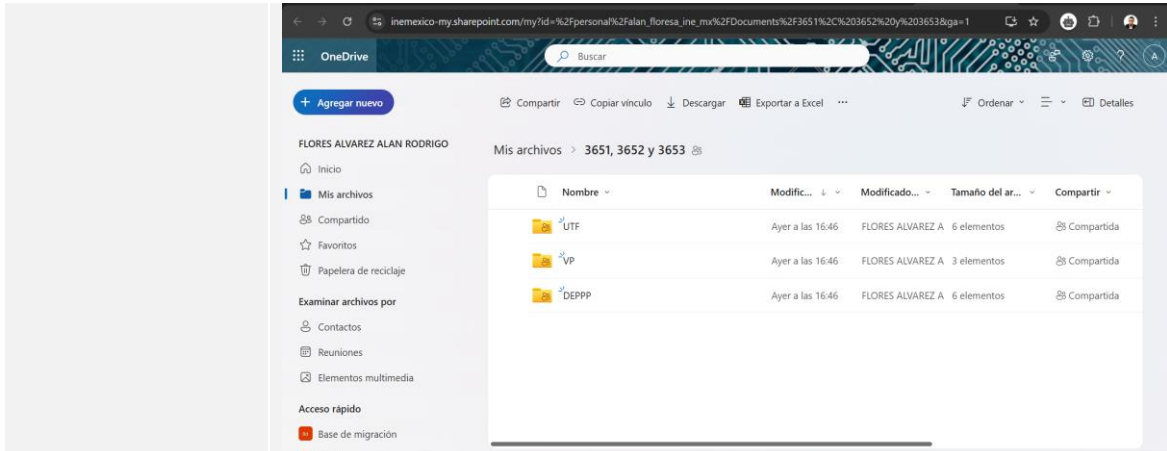 inemexico-my.sharepoint.com/my?id=%2Fpersonal%2Falan_floresa_ine_mx%2FDocuments%2F3651%2C%203652%20y%203653&ga=1
OneDrive
Buscar
A
+ Agregar nuevo
Compartir Copiar vínculo Descargar Exportar a Excel ... Ordenar Detalles
FLORES ALVAREZ ALAN RODRIGO
Mis archivos > 3651, 3652 y 3653
Inicio
Mis archivos
Compartido
Favoritos
Papelera de reciclaje
Examinar archivos por
Contactos
Reuniones
Elementos multimedia
Acceso rápido
Base de migración
Nombre Modific... Modificado... Tamaño del ar... Compartir
UTF Ayer a las 16:46 FLORES ALVAREZ A 6 elementos Compartida
VP Ayer a las 16:46 FLORES ALVAREZ A 3 elementos Compartida
DEPPP Ayer a las 16:46 FLORES ALVAREZ A 6 elementos Compartida